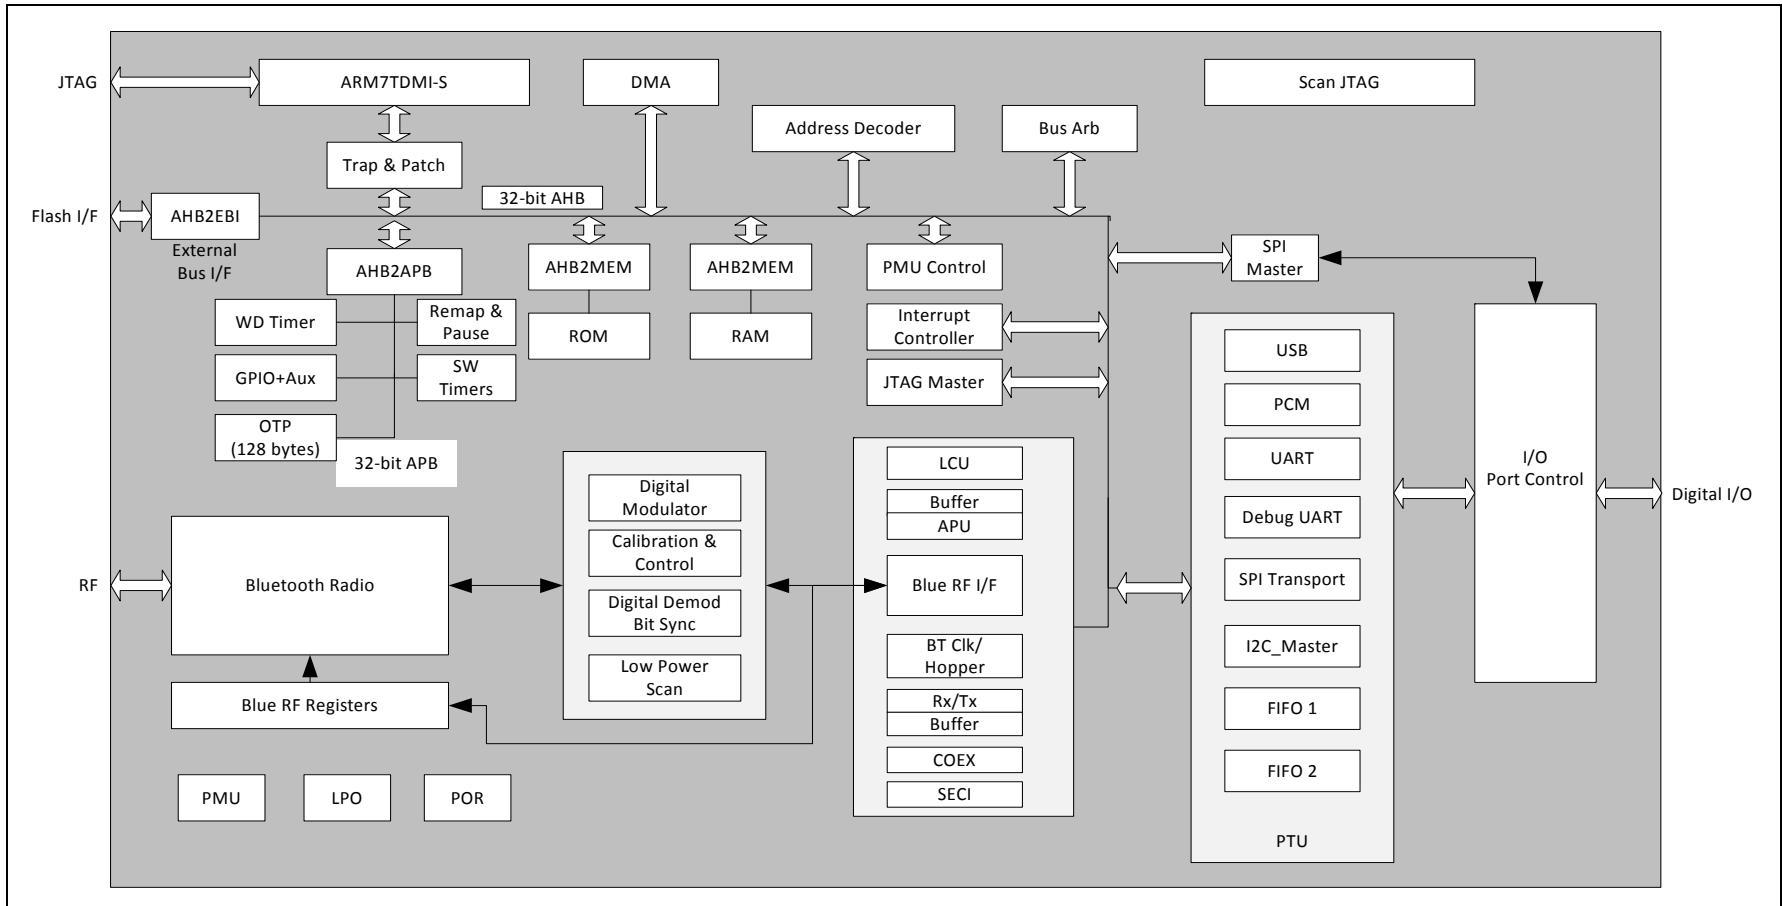 JTAG
ARM7TDMI-S
DMA
Scan JTAG
Address Decoder
Bus Arb
Trap & Patch
32-bit AHB
Flash I/F
AHB2EBI
External
Bus I/F
AHB2APB
AHB2MEM
AHB2MEM
PMU Control
SPI
Master
WD Timer
Remap &
Pause
ROM
RAM
Interrupt
Controller
GPIO+Aux
SW
Timers
JTAG Master
OTP
(128 bytes)
32-bit APB
USB
PCM
UART
Debug UART
SPI Transport
I2C_Master
FIFO 1
FIFO 2
PTU
I/O
Port Control
Digital I/O
RF
Bluetooth Radio
Blue RF Registers
Digital
Modulator
Calibration &
Control
Digital Demod
Bit Sync
Low Power
Scan
LCU
Buffer
APU
Blue RF I/F
BT Clk/
Hopper
Rx/Tx
Buffer
COEX
SECI
PMU
LPO
POR